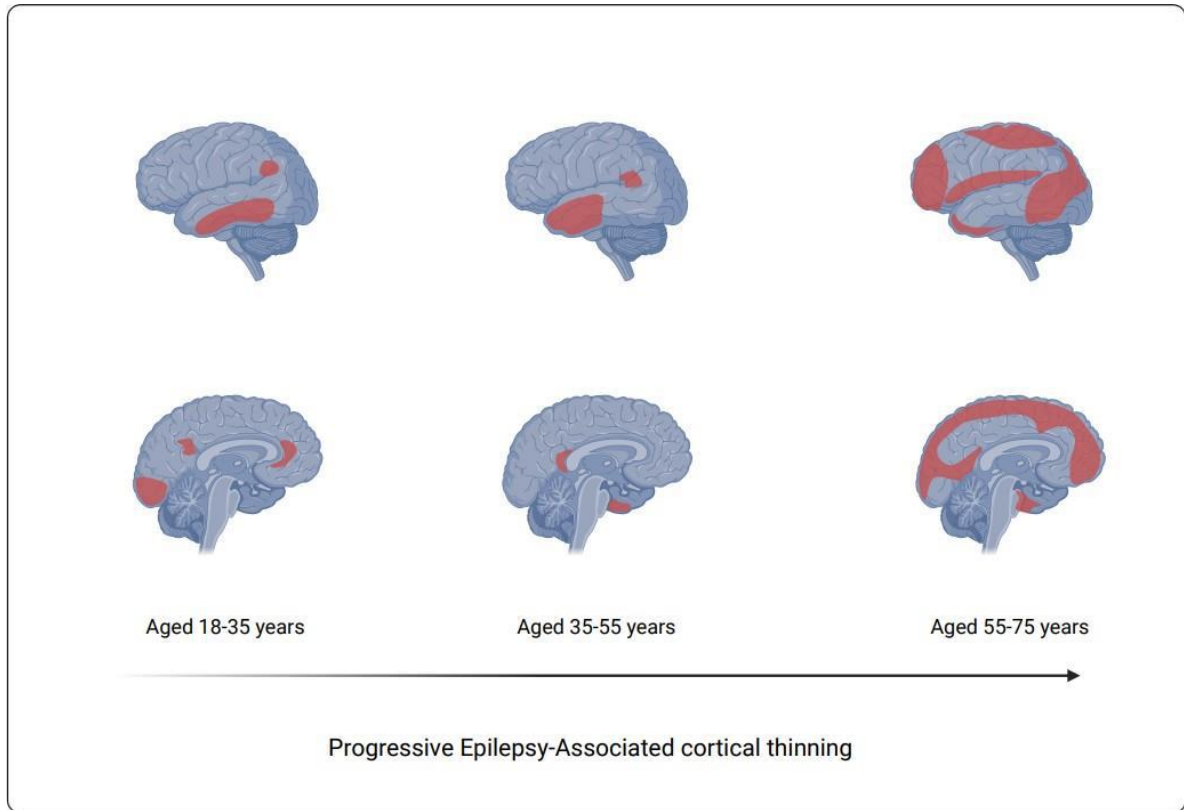 Aged 18-35 years
Aged 35-55 years
Aged 55-75 years
Progressive Epilepsy-Associated cortical thinning